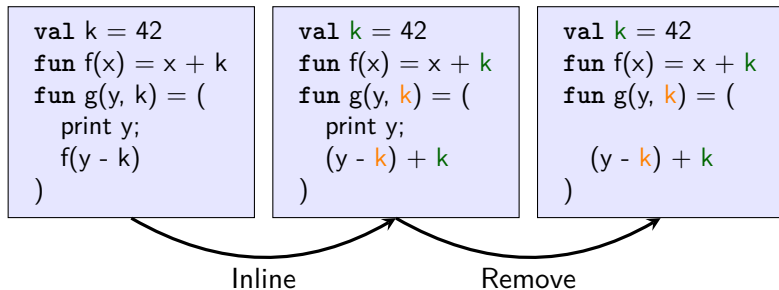 val k = 42
fun f(x) = x + k
fun g(y, k) = (
print y;
f(y - k)
)
val k = 42
fun f(x) = x + k
fun g(y, k) = (
print y;
(y - k) + k
)
val k = 42
fun f(x) = x + k
fun g(y, k) = (
(y - k) + k
)
Inline
Remove